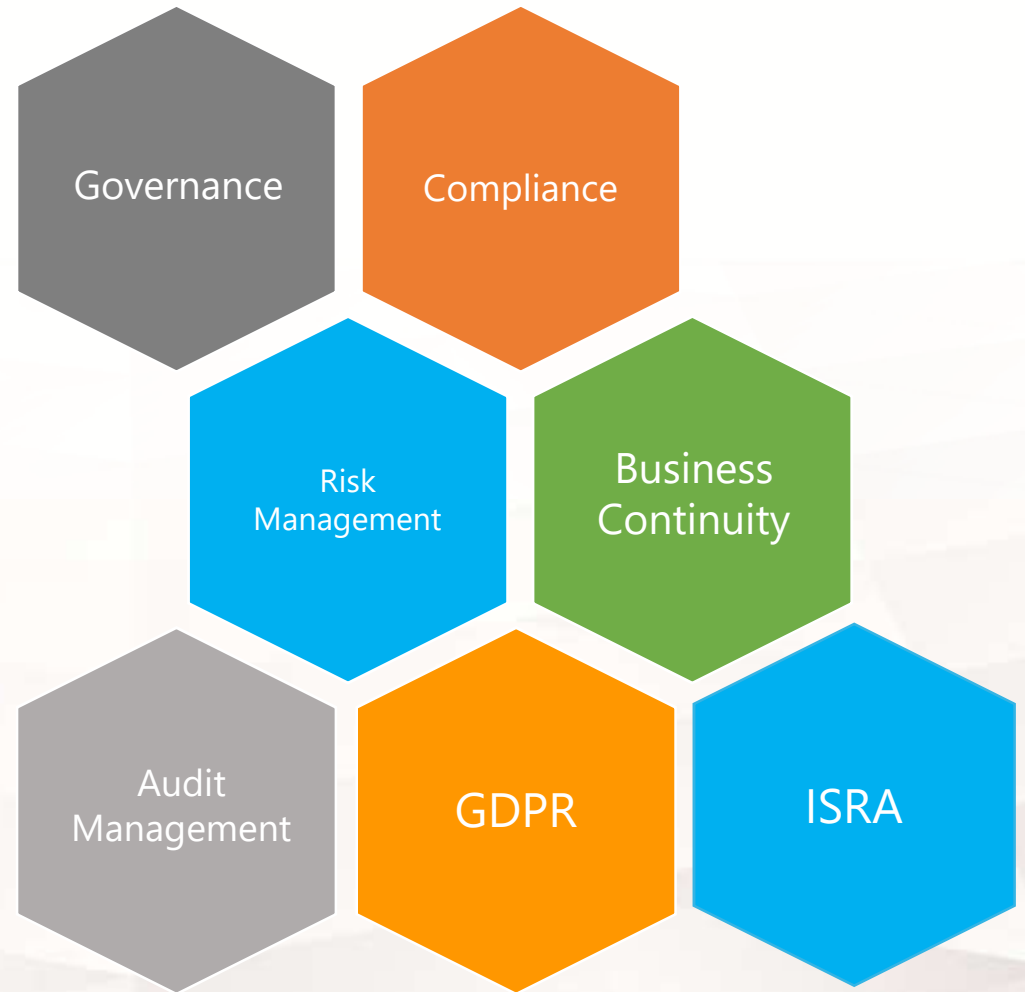 Governance
Compliance
Risk
Management
Business
Continuity
Audit
Management
GDPR
ISRA